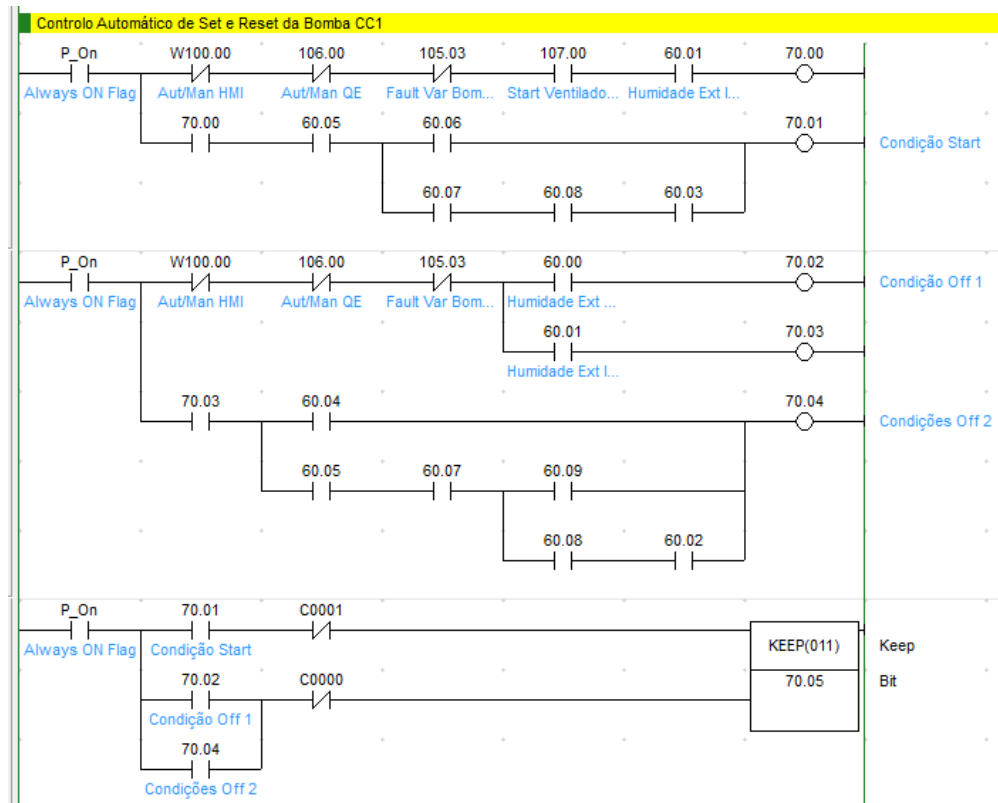 Controlo Automático de Set e Reset da Bomba CC1
P_On W100.00 106.00 105.03 107.00 60.01 70.00
Always ON Flag Aut/Man HMI Aut/Man QE Fault Var Bom... Start Ventilado... Humidade Ext I...
70.00 60.05 60.06 70.01
Condição Start
60.07 60.08 60.03
P_On W100.00 106.00 105.03 60.00 70.02
Condição Off 1
Always ON Flag Aut/Man HMI Aut/Man QE Fault Var Bom... Humidade Ext ...
60.01 70.03
Humidade Ext I...
70.03 60.04 70.04
Condições Off 2
60.05 60.07 60.09
60.08 60.02
P_On 70.01 C0001
KEEP(011) Keep
Always ON Flag Condição Start
70.02 C0000 70.05 Bit
Condição Off 1
70.04
Condições Off 2